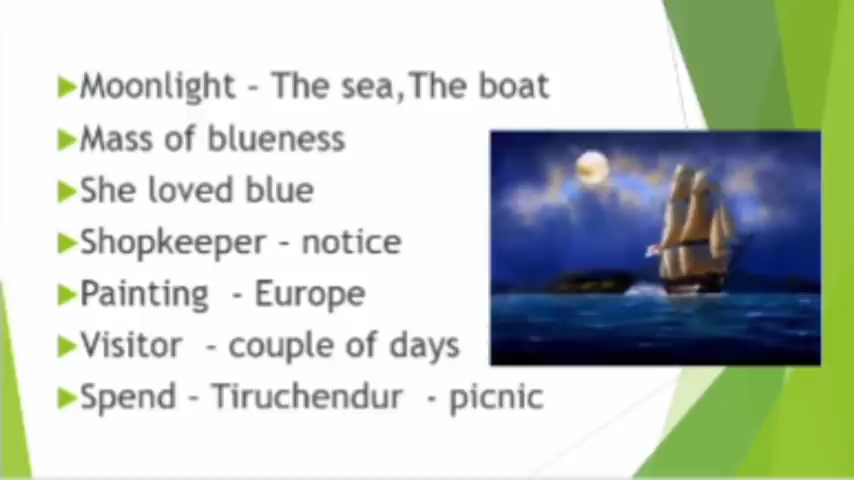 Moonlight - The sea,The boat
Mass of blueness
She loved blue
Shopkeeper - notice
Painting - Europe
Visitor - couple of days
Spend - Tiruchendur - picnic